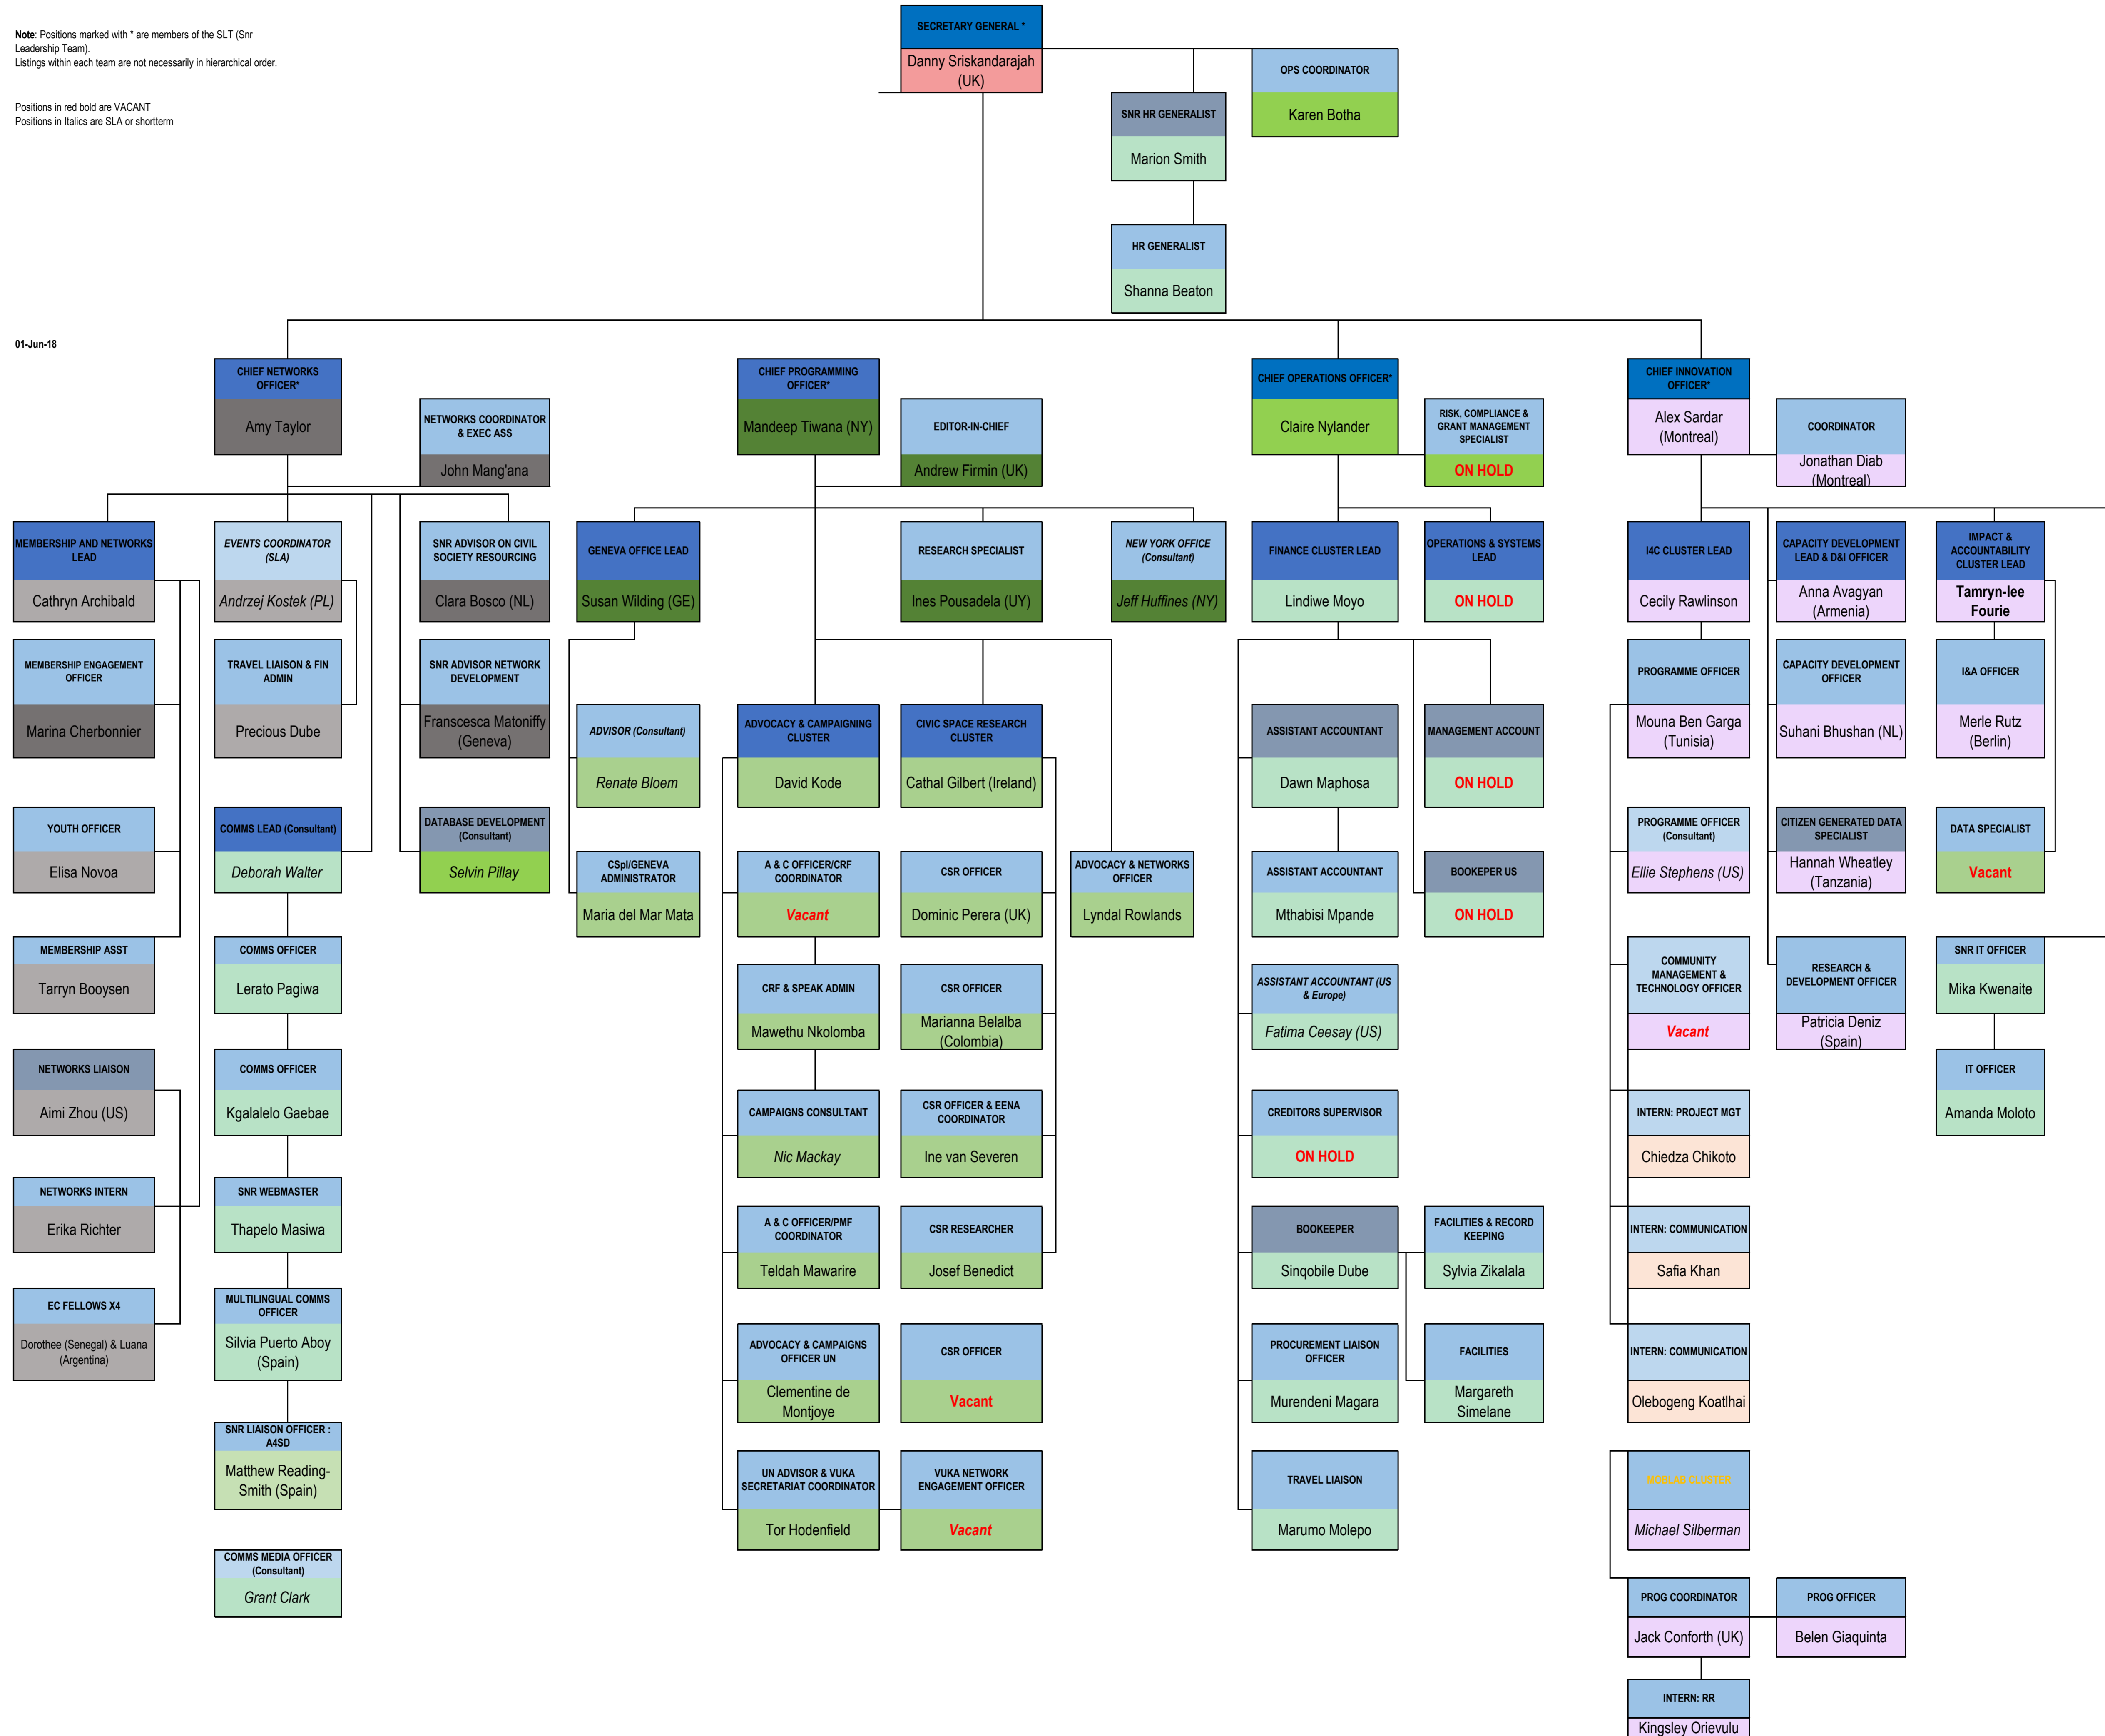 SECRETARY GENERAL *
Danny Sriskandarajah
(UK)
Note: Positions marked with * are members of the SLT (Snr
Leadership Team).
Listings within each team are not necessarily in hierarchical order.
Positions in red bold are VACANT
Positions in Italics are SLA or shortterm
OPS COORDINATOR
Karen Botha
SNR HR GENERALIST
Marion Smith
HR GENERALIST
Shanna Beaton
01-Jun-18
CHIEF NETWORKS
OFFICER*
Amy Taylor
NETWORKS COORDINATOR
& EXEC ASS
John Mang'ana
CHIEF PROGRAMMING
OFFICER*
Mandeep Tiwana (NY)
EDITOR-IN-CHIEF
Andrew Firmin (UK)
CHIEF OPERATIONS OFFICER*
Claire Nylander
RISK, COMPLIANCE &
GRANT MANAGEMENT
SPECIALIST
ON HOLD
CHIEF INNOVATION
OFFICER*
Alex Sardar
(Montreal)
COORDINATOR
Jonathan Diab
(Montreal)
MEMBERSHIP AND NETWORKS
LEAD
Cathryn Archibald
EVENTS COORDINATOR
(SLA)
Andrzej Kostek (PL)
SNR ADVISOR ON CIVIL
SOCIETY RESOURCING
Clara Bosco (NL)
GENEVA OFFICE LEAD
Susan Wilding (GE)
RESEARCH SPECIALIST
Ines Pousadela (UY)
NEW YORK OFFICE
(Consultant)
Jeff Huffines (NY)
FINANCE CLUSTER LEAD
Lindiwe Moyo
OPERATIONS & SYSTEMS
LEAD
ON HOLD
I4C CLUSTER LEAD
Cecily Rawlinson
CAPACITY DEVELOPMENT
LEAD & D&I OFFICER
Anna Avagyan
(Armenia)
IMPACT &
ACCOUNTABILITY
CLUSTER LEAD
Tamryn-lee
Fourie
MEMBERSHIP ENGAGEMENT
OFFICER
Marina Cherbonnier
TRAVEL LIAISON & FIN
ADMIN
Precious Dube
SNR ADVISOR NETWORK
DEVELOPMENT
Franscesca Matoniffy
(Geneva)
ADVISOR (Consultant)
Renate Bloem
ADVOCACY & CAMPAIGNING
CLUSTER
David Kode
CIVIC SPACE RESEARCH
CLUSTER
Cathal Gilbert (Ireland)
ASSISTANT ACCOUNTANT
Dawn Maphosa
MANAGEMENT ACCOUNT
ON HOLD
PROGRAMME OFFICER
Mouna Ben Garga
(Tunisia)
CAPACITY DEVELOPMENT
OFFICER
Suhani Bhushan (NL)
I&A OFFICER
Merle Rutz
(Berlin)
YOUTH OFFICER
Elisa Novoa
COMMS LEAD (Consultant)
Deborah Walter
DATABASE DEVELOPMENT
(Consultant)
Selvin Pillay
CSpl/GENEVA
ADMINISTRATOR
Maria del Mar Mata
A & C OFFICER/CRF
COORDINATOR
Vacant
CSR OFFICER
Dominic Perera (UK)
ADVOCACY & NETWORKS
OFFICER
Lyndal Rowlands
ASSISTANT ACCOUNTANT
Mthabisi Mpande
BOOKEPER US
ON HOLD
PROGRAMME OFFICER
(Consultant)
Ellie Stephens (US)
CITIZEN GENERATED DATA
SPECIALIST
Hannah Wheatley
(Tanzania)
DATA SPECIALIST
Vacant
MEMBERSHIP ASST
Tarryn Booysen
COMMS OFFICER
Lerato Pagiwa
CRF & SPEAK ADMIN
Mawethu Nkolomba
CSR OFFICER
Marianna Belalba
(Colombia)
ASSISTANT ACCOUNTANT (US
& Europe)
Fatima Ceesay (US)
COMMUNITY
MANAGEMENT &
TECHNOLOGY OFFICER
Vacant
RESEARCH &
DEVELOPMENT OFFICER
Patricia Deniz
(Spain)
SNR IT OFFICER
Mika Kwenaite
NETWORKS LIAISON
Aimi Zhou (US)
COMMS OFFICER
Kgalalelo Gaebae
CAMPAIGNS CONSULTANT
Nic Mackay
CSR OFFICER & EENA
COORDINATOR
Ine van Severen
CREDITORS SUPERVISOR
ON HOLD
INTERN: PROJECT MGT
Chiedza Chikoto
IT OFFICER
Amanda Moloto
NETWORKS INTERN
Erika Richter
SNR WEBMASTER
Thapelo Masiwa
A & C OFFICER/PMF
COORDINATOR
Teldah Mawarire
CSR RESEARCHER
Josef Benedict
BOOKEEPER
Sinqobile Dube
FACILITIES & RECORD
KEEPING
Sylvia Zikalala
INTERN: COMMUNICATION
Safia Khan
EC FELLOWS X4
Dorothee (Senegal) & Luana
(Argentina)
MULTILINGUAL COMMS
OFFICER
Silvia Puerto Aboy
(Spain)
ADVOCACY & CAMPAIGNS
OFFICER UN
Clementine de
Montjoye
CSR OFFICER
Vacant
PROCUREMENT LIAISON
OFFICER
Murendeni Magara
FACILITIES
Margareth
Simelane
INTERN: COMMUNICATION
Olebogeng Koatlhai
SNR LIAISON OFFICER :
A4SD
Matthew Reading-
Smith (Spain)
UN ADVISOR & VUKA
SECRETARIAT COORDINATOR
Tor Hodenfield
VUKA NETWORK
ENGAGEMENT OFFICER
Vacant
TRAVEL LIAISON
Marumo Molepo
MOBLAB CLUSTER
Michael Silberman
COMMS MEDIA OFFICER
(Consultant)
Grant Clark
PROG COORDINATOR
Jack Conforth (UK)
PROG OFFICER
Belen Giaquinta
INTERN: RR
Kingsley Orievulu